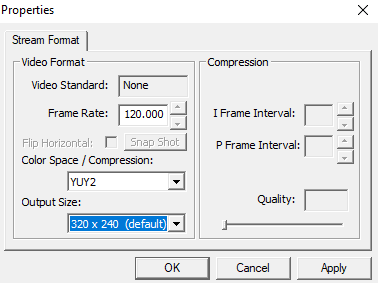 Properties
Stream Format
Video Format
Video Standard: None
Frame Rate: 120.000
Flip Horizontal: Snap Shot
Color Space / Compression:
YUY2
Output Size:
320 x 240 (default)
Compression
I Frame Interval:
P Frame Interval:
Quality:
OK Cancel Apply